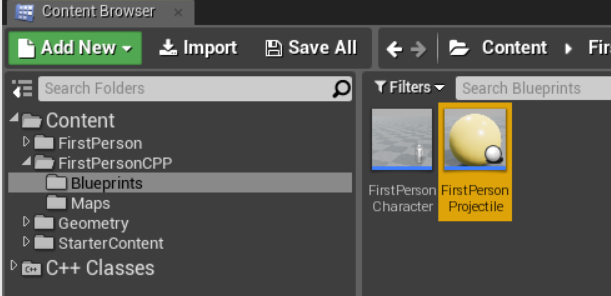 Content Browser
Add New Import Save All Content
Search Folders
Filters Search Blueprints
Content
FirstPerson
FirstPersonCPP
Blueprints
Maps
Geometry
StarterContent
C++ Classes
FirstPerson
Character
FirstPerson
Projectile